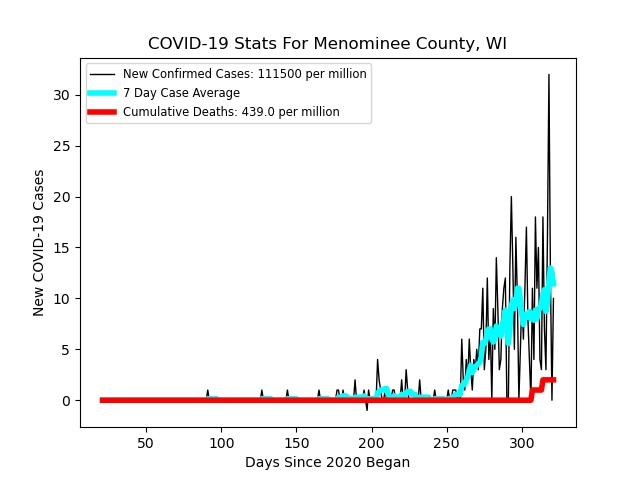 COVID-19 Stats For Menominee County, WI
New Confirmed Cases: 111500 per million
7 Day Case Average
Cumulative Deaths: 439.0 per million
New COVID-19 Cases
30
25
20
15
10
5
0
50 100 150 200 250 300
Days Since 2020 Began